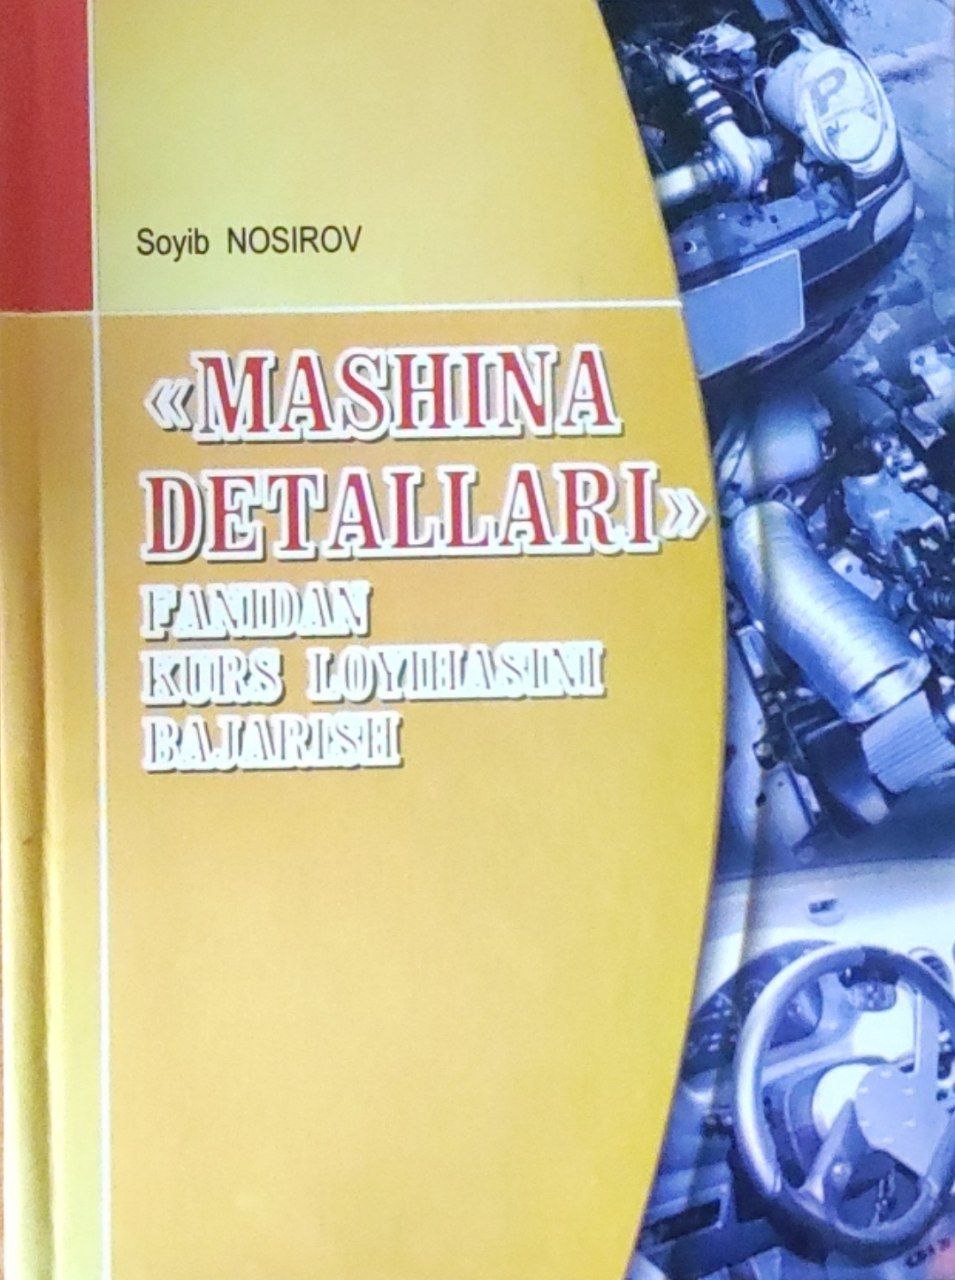 Soyib NOSIROV
«MASHINA
DETALLARI»
FANIDAN
KURS LOYIHASINI
BAJARISH
P